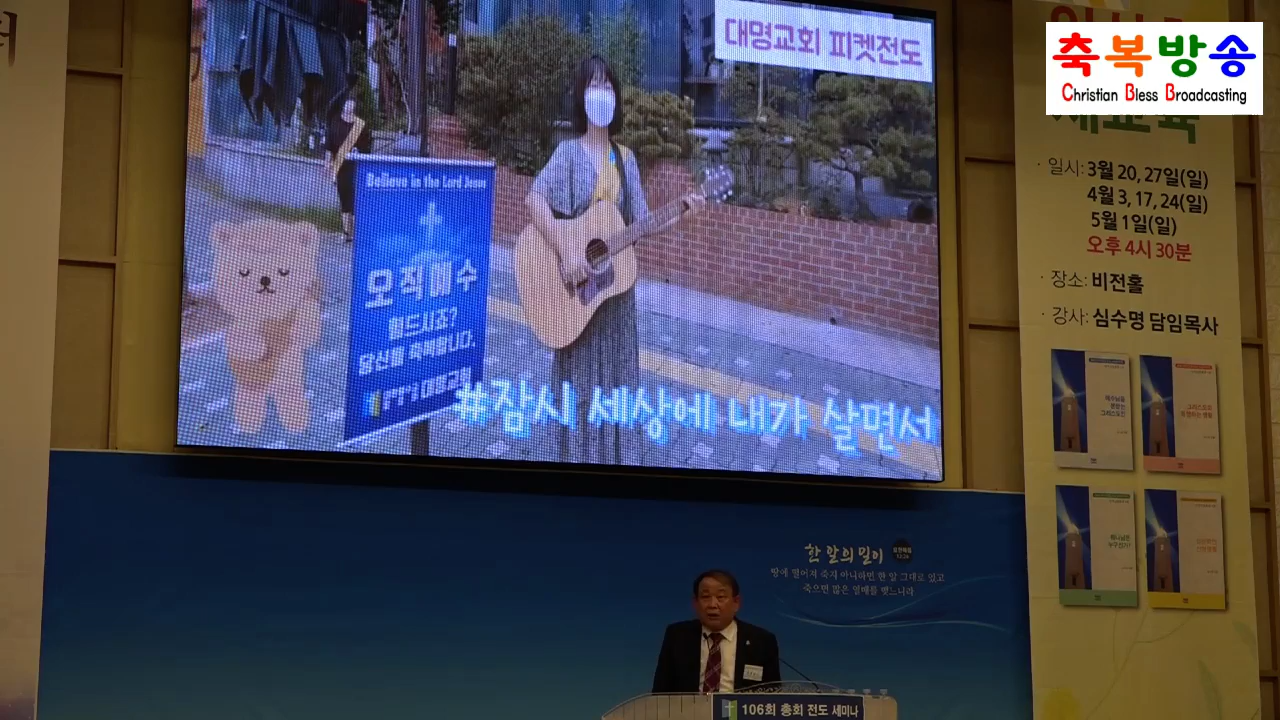 대명교회 피켓전도
Believe in the Lord Jesus
오직예수
힘드시죠?
당신을 축복합니다.
대명교회
#잠시 세상에 내가 살면서
축복방송
Christian Bless Broadcasting
· 일시: 3월 20, 27일(일)
4월 3, 17, 24(일)
5월 1일(일)
오후 4시 30분
· 장소: 비전홀
· 강사: 심수명 담임목사
한 알의 밀이
땅에 떨어져 죽지 아니하면 한 알 그대로 있고
죽으면 많은 열매를 맺느니라
106회 총회 전도 세미나